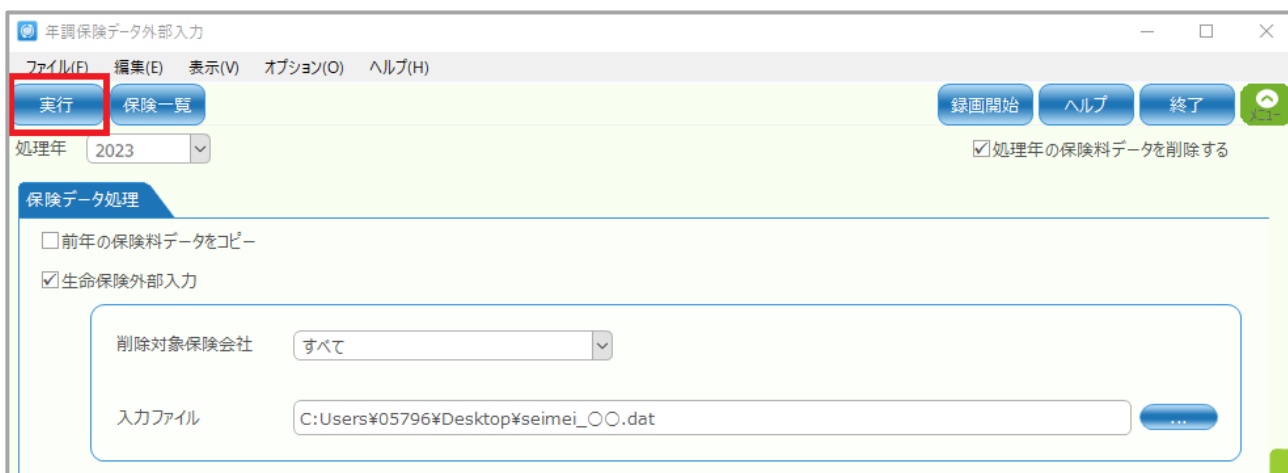 年調保険データ外部入力
ファイル(F) 編集(E) 表示(V) オプション(O) ヘルプ(H)
実行 保険一覧 録画開始 ヘルプ 終了 メニュー
処理年 2023 処理年の保険料データを削除する
保険データ処理
前年の保険料データをコピー
生命保険外部入力
削除対象保険会社 すべて
入力ファイル C:Users¥05796¥Desktop¥seimei_○○.dat ...